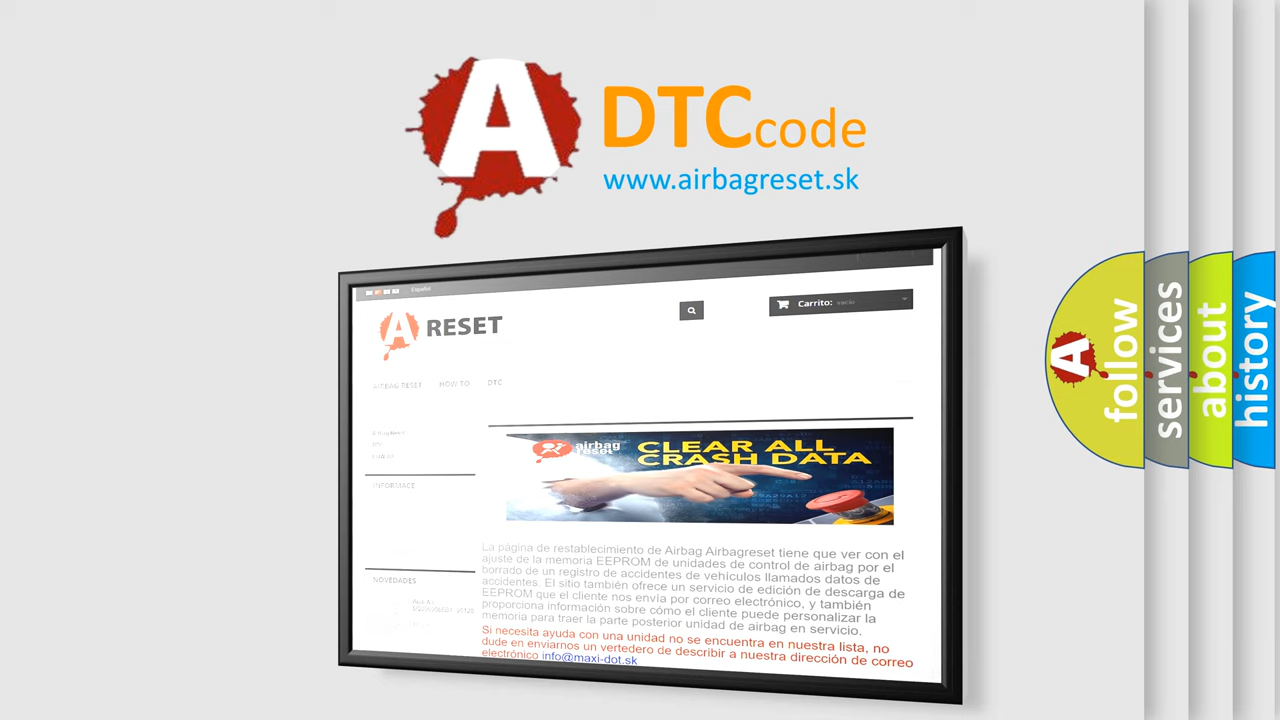 A
DTCcode
www.airbagreset.sk
Español
A RESET
Carrito: vacío
AIRBAG RESET HOW TO DTC
INFORMACE
airbag
reset
CLEAR ALL
CRASH DATA
La página de restablecimiento de Airbag Airbagreset tiene que ver con el
ajuste de la memoria EEPROM de unidades de control de airbag por el
borrado de un registro de accidentes de vehículos llamados datos de
accidentes. El sitio también ofrece un servicio de edición de descarga de
EEPROM que el cliente nos envía por correo electrónico, y también
proporciona información sobre cómo el cliente puede personalizar la
memoria para traer la parte posterior unidad de airbag en servicio.
NOVEDADES
Si necesita ayuda con una unidad no se encuentra en nuestra lista, no
dude en enviarnos un vertedero de describir a nuestra dirección de correo
electrónico info@maxi-dot.sk
A
follow
services
about
history